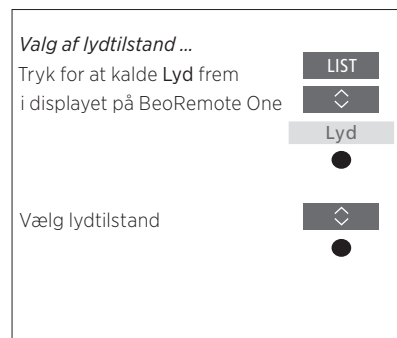 Valg af lydtilstand ...
Tryk for at kalde Lyd frem LIST
i displayet på BeoRemote One
Lyd
Vælg lydtilstand